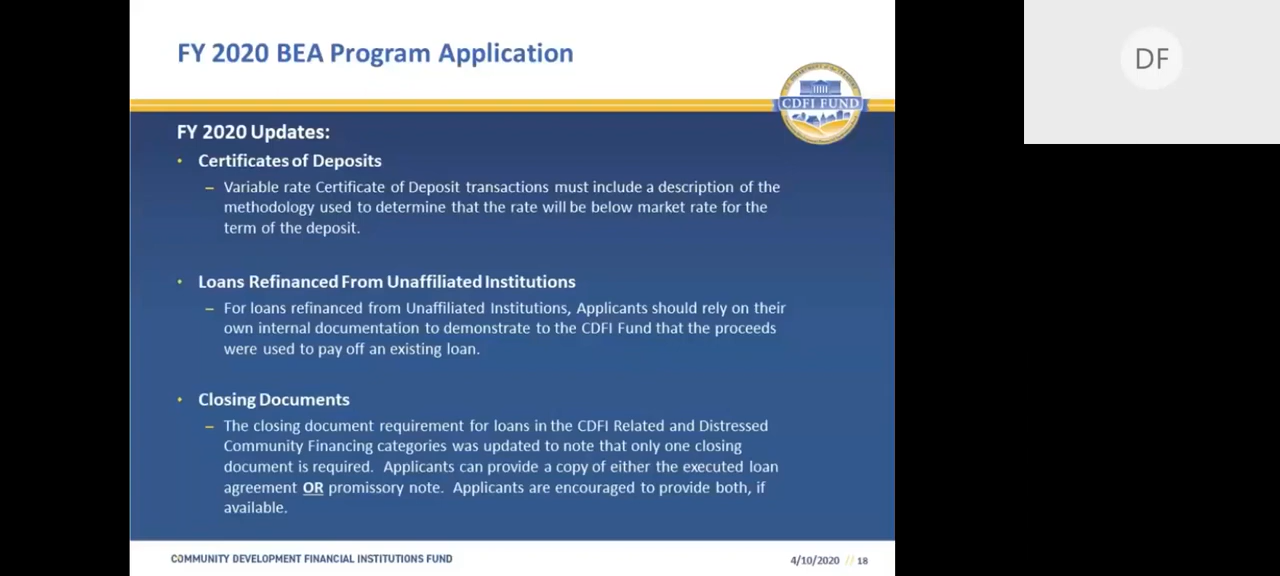 FY 2020 BEA Program Application
DF
CDFI FUND
FY 2020 Updates:
• Certificates of Deposits
– Variable rate Certificate of Deposit transactions must include a description of the
methodology used to determine that the rate will be below market rate for the
term of the deposit.
• Loans Refinanced From Unaffiliated Institutions
– For loans refinanced from Unaffiliated Institutions, Applicants should rely on their
own internal documentation to demonstrate to the CDFI Fund that the proceeds
were used to pay off an existing loan.
• Closing Documents
– The closing document requirement for loans in the CDFI Related and Distressed
Community Financing categories was updated to note that only one closing
document is required. Applicants can provide a copy of either the executed loan
agreement OR promissory note. Applicants are encouraged to provide both, if
available.
COMMUNITY DEVELOPMENT FINANCIAL INSTITUTIONS FUND
4/10/2020 // 18